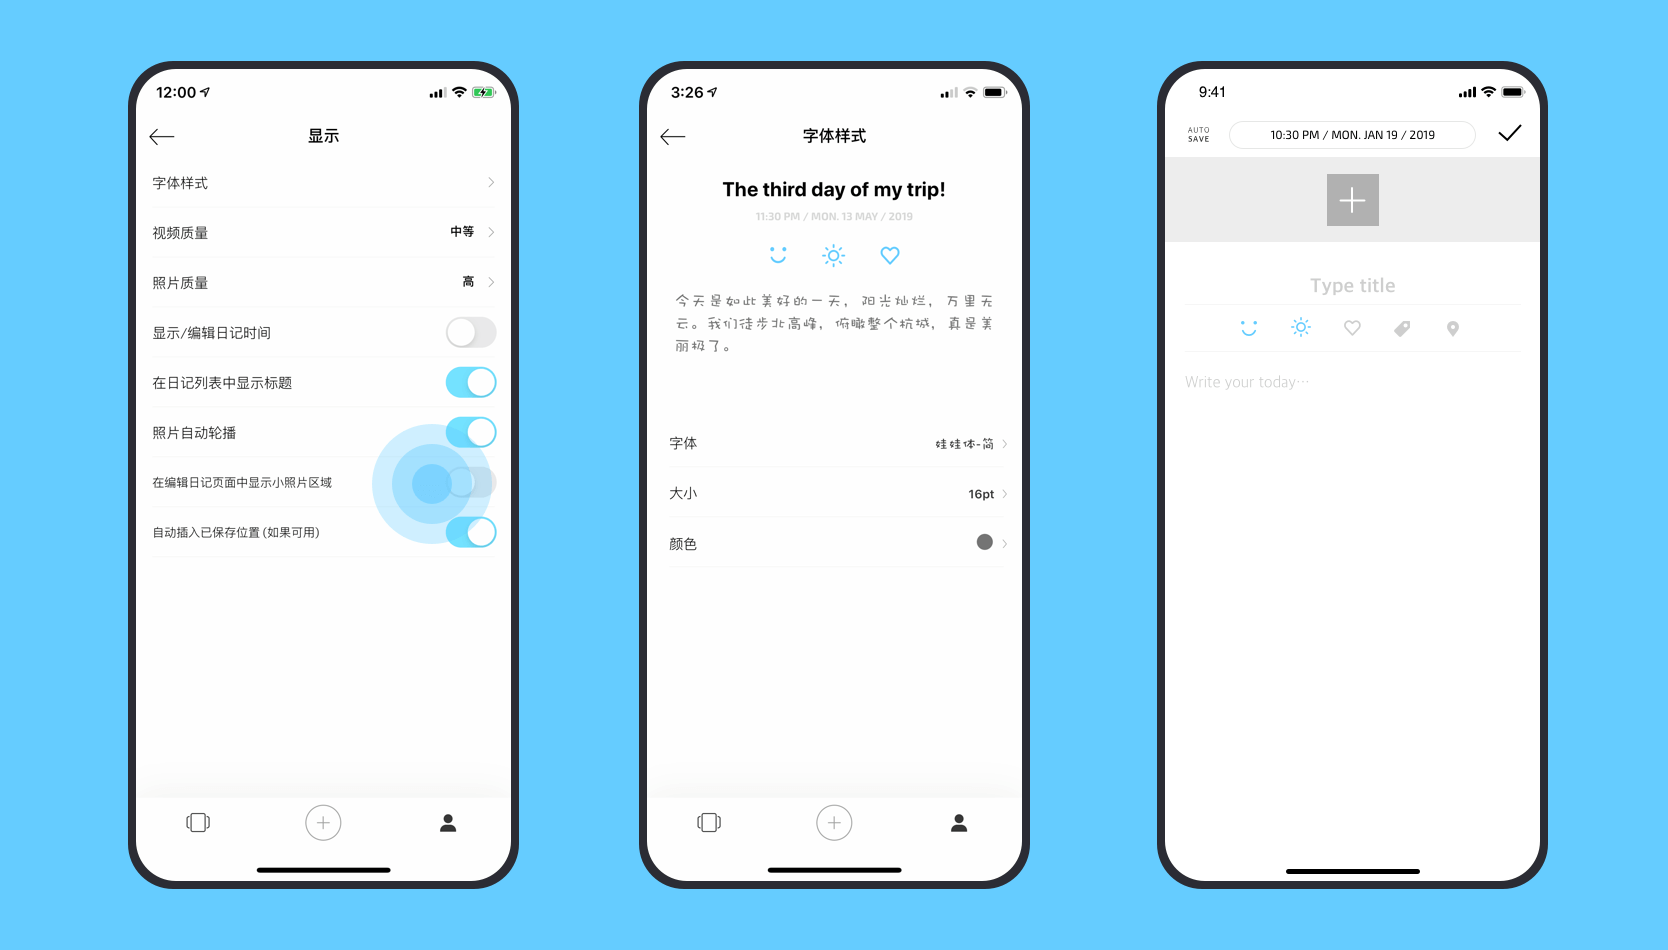 12:00
显示
字体样式
视频质量 中等
照片质量 高
显示/编辑日记时间
在日记列表中显示标题
照片自动轮播
在编辑日记页面中显示小照片区域
自动插入已保存位置 (如果可用)
3:26
字体样式
The third day of my trip!
11:30 PM / MON. 13 MAY / 2019
今天是如此美好的一天，阳光灿烂，万里无
云。我们徒步北高峰，俯瞰整个杭城，真是美
丽极了。
字体 娃娃体-简
大小 16pt
颜色
9:41
AUTO
SAVE
10:30 PM / MON. JAN 19 / 2019
Type title
Write your today···